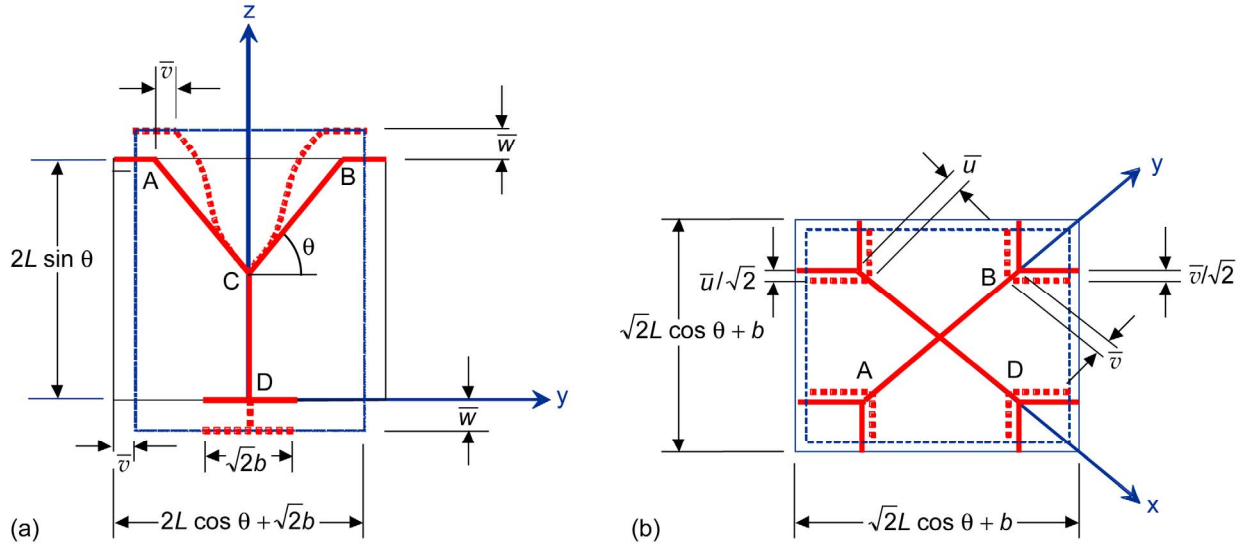 z
v̅
w̅
A
B
θ
2L sin θ
C
D
y
w̅
v̅
√2b
2L cos θ + √2b
(a)
u̅
y
u̅/√2
B
v̅/√2
√2L cos θ + b
A
D
v̅
x
√2L cos θ + b
(b)